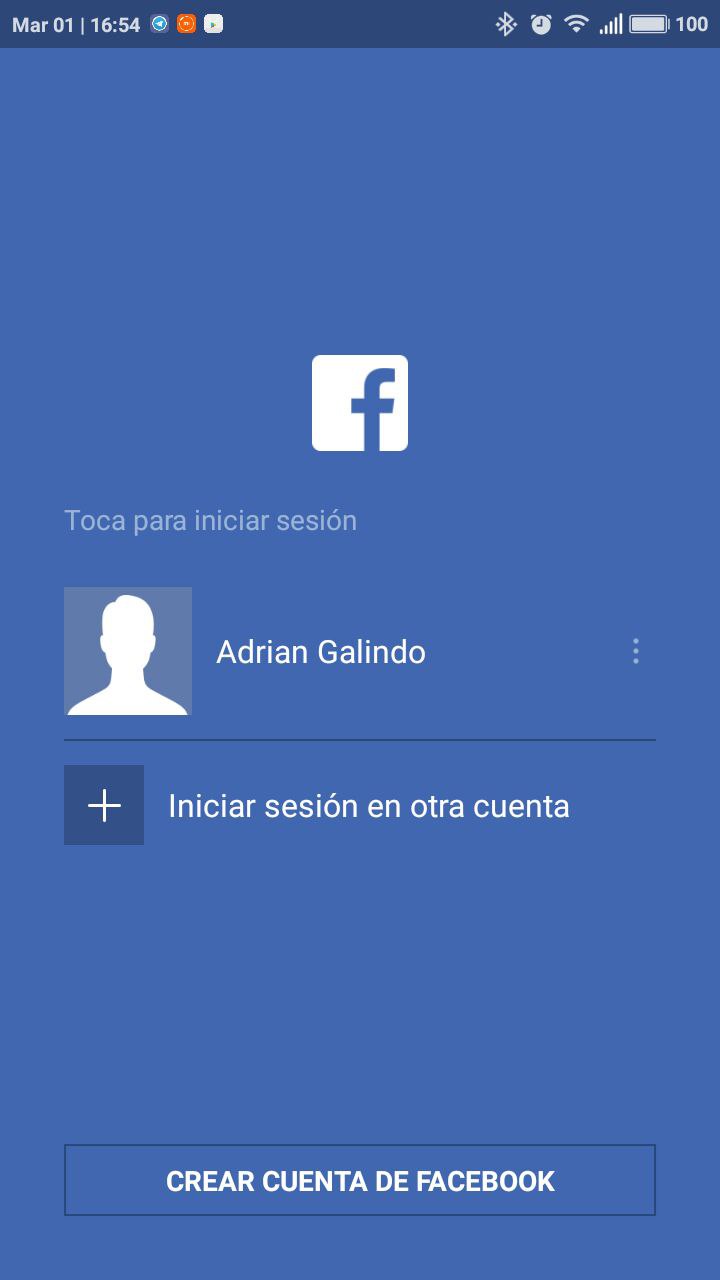 Mar 01 | 16:54 100
Toca para iniciar sesión
Adrian Galindo
Iniciar sesión en otra cuenta
CREAR CUENTA DE FACEBOOK